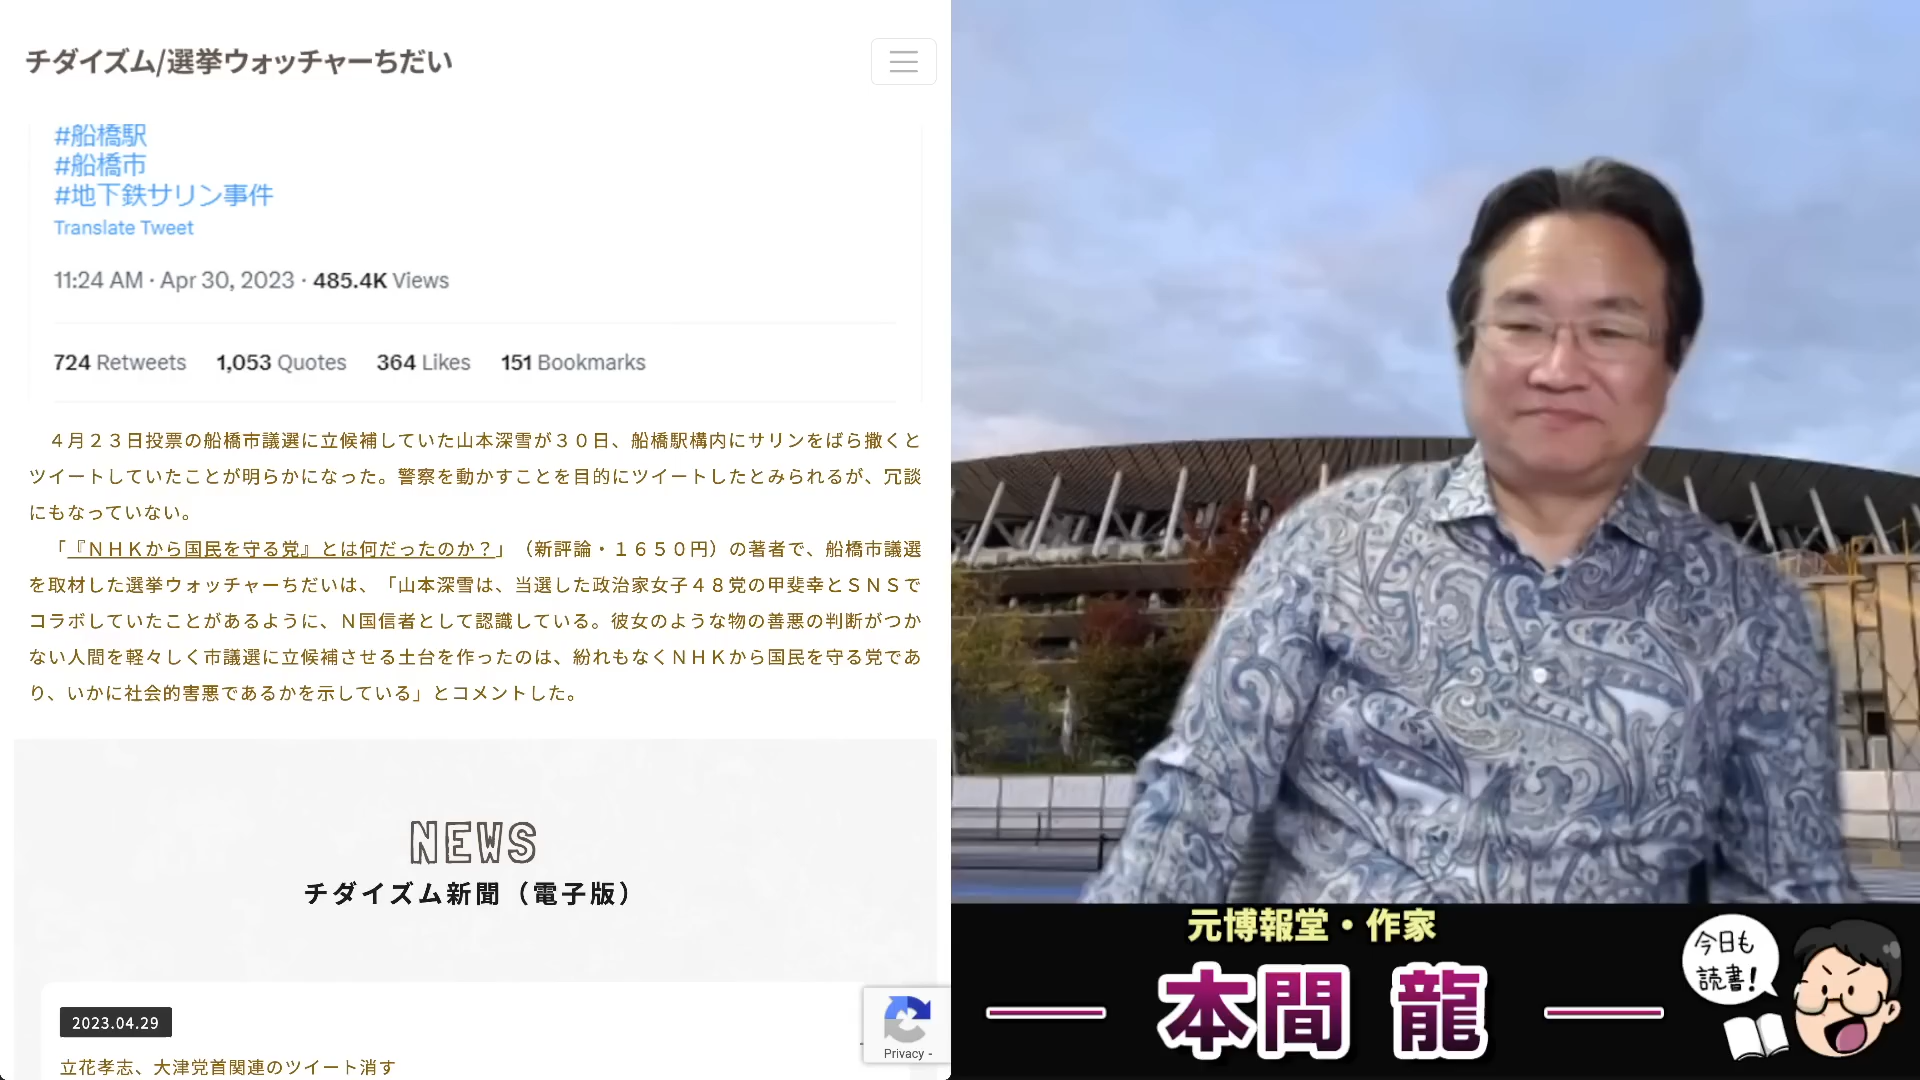 チダイズム/選挙ウォッチャーちだい
#船橋駅
#船橋市
#地下鉄サリン事件
Translate Tweet
11:24 AM · Apr 30, 2023 · 485.4K Views
724 Retweets 1,053 Quotes 364 Likes 151 Bookmarks
４月２３日投票の船橋市議選に立候補していた山本深雪が３０日、船橋駅構内にサリンをばら撒くと
ツイートしていたことが明らかになった。警察を動かすことを目的にツイートしたとみられるが、冗談
にもなっていない。
「『ＮＨＫから国民を守る党』とは何だったのか？」（新評論・１６５０円）の著者で、船橋市議選
を取材した選挙ウォッチャーちだいは、「山本深雪は、当選した政治家女子４８党の甲斐幸とＳＮＳで
コラボしていたことがあるように、Ｎ国信者として認識している。彼女のような物の善悪の判断がつか
ない人間を軽々しく市議選に立候補させる土台を作ったのは、紛れもなくＮＨＫから国民を守る党であ
り、いかに社会的害悪であるかを示している」とコメントした。
NEWS
チダイズム新聞（電子版）
2023.04.29
立花孝志、大津党首関連のツイート消す
Privacy -
元博報堂・作家
本間 龍
今日も
読書!